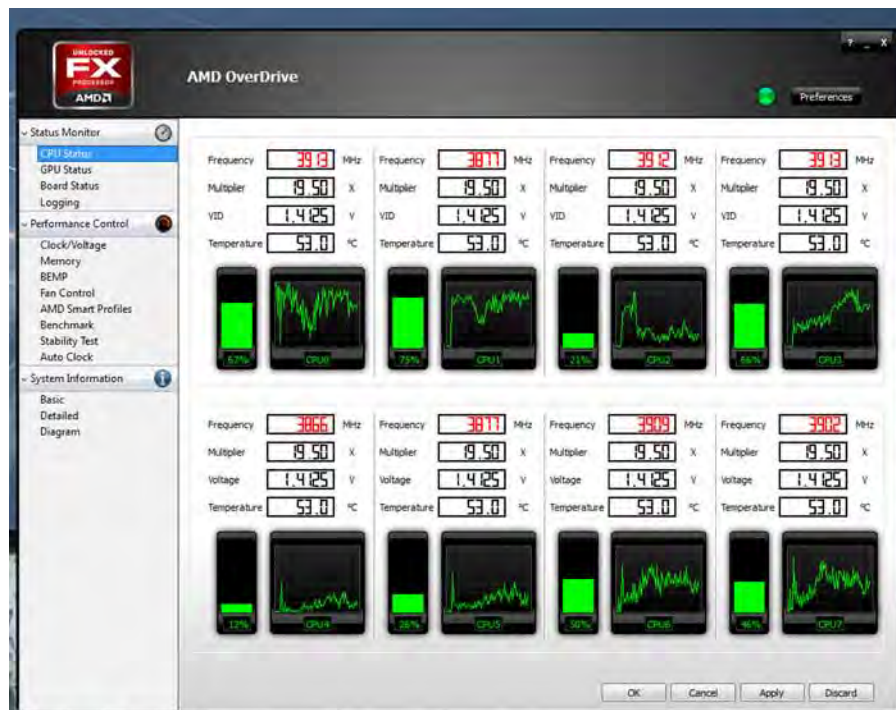 UNLOCKED
FX
PROCESSOR
AMD
AMD OverDrive
? _ X
Preferences
Status Monitor
CPU Status
GPU Status
Board Status
Logging
Performance Control
Clock/Voltage
Memory
BEMP
Fan Control
AMD Smart Profiles
Benchmark
Stability Test
Auto Clock
System Information
Basic
Detailed
Diagram
Frequency 3913 MHz Frequency 3877 MHz Frequency 3912 MHz Frequency 3913 MHz
Multiplier 19.50 X Multiplier 19.50 X Multiplier 19.50 X Multiplier 19.50 X
VID 1.4125 V VID 1.4125 V VID 1.4125 V VID 1.4125 V
Temperature 53.0 °C Temperature 53.0 °C Temperature 53.0 °C Temperature 53.0 °C
67% CPU0 75% CPU1 21% CPU2 66% CPU3
Frequency 3866 MHz Frequency 3877 MHz Frequency 3909 MHz Frequency 3902 MHz
Multiplier 19.50 X Multiplier 19.50 X Multiplier 19.50 X Multiplier 19.50 X
Voltage 1.4125 V Voltage 1.4125 V Voltage 1.4125 V Voltage 1.4125 V
Temperature 53.0 °C Temperature 53.0 °C Temperature 53.0 °C Temperature 53.0 °C
12% CPU4 26% CPU5 50% CPU6 46% CPU7
OK Cancel Apply Discard